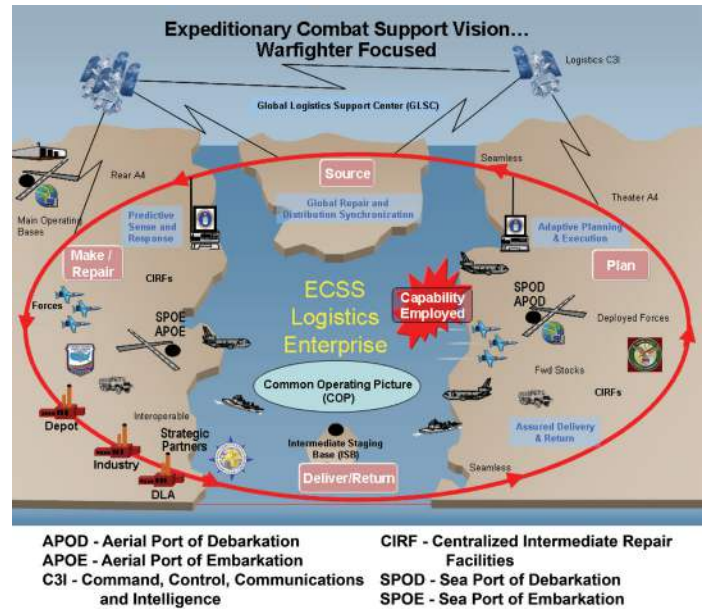 Expeditionary Combat Support Vision…
Warfighter Focused
Logistics C3I
Global Logistics Support Center (GLSC)
Rear A4
Source
Seamless
Global Repair and
Distribution Synchronization
Theater A4
Main Operating
Bases
Predictive
Sense and
Response
Adaptive Planning
& Execution
Make /
Repair
Plan
CIRFs
ECSS
Logistics
Enterprise
Capability
Employed
SPOD
APOD
Forces
SPOE
APOE
Deployed Forces
Fwd Stocks
CIRFs
Common Operating Picture
(COP)
Depot
Interoperable
Assured Delivery
& Return
Industry
Strategic
Partners
Intermediate Staging
Base (ISB)
DLA
Deliver/Return
Seamless
APOD - Aerial Port of Debarkation
APOE - Aerial Port of Embarkation
C3I - Command, Control, Communications
and Intelligence
CIRF - Centralized Intermediate Repair
Facilities
SPOD - Sea Port of Debarkation
SPOE - Sea Port of Embarkation